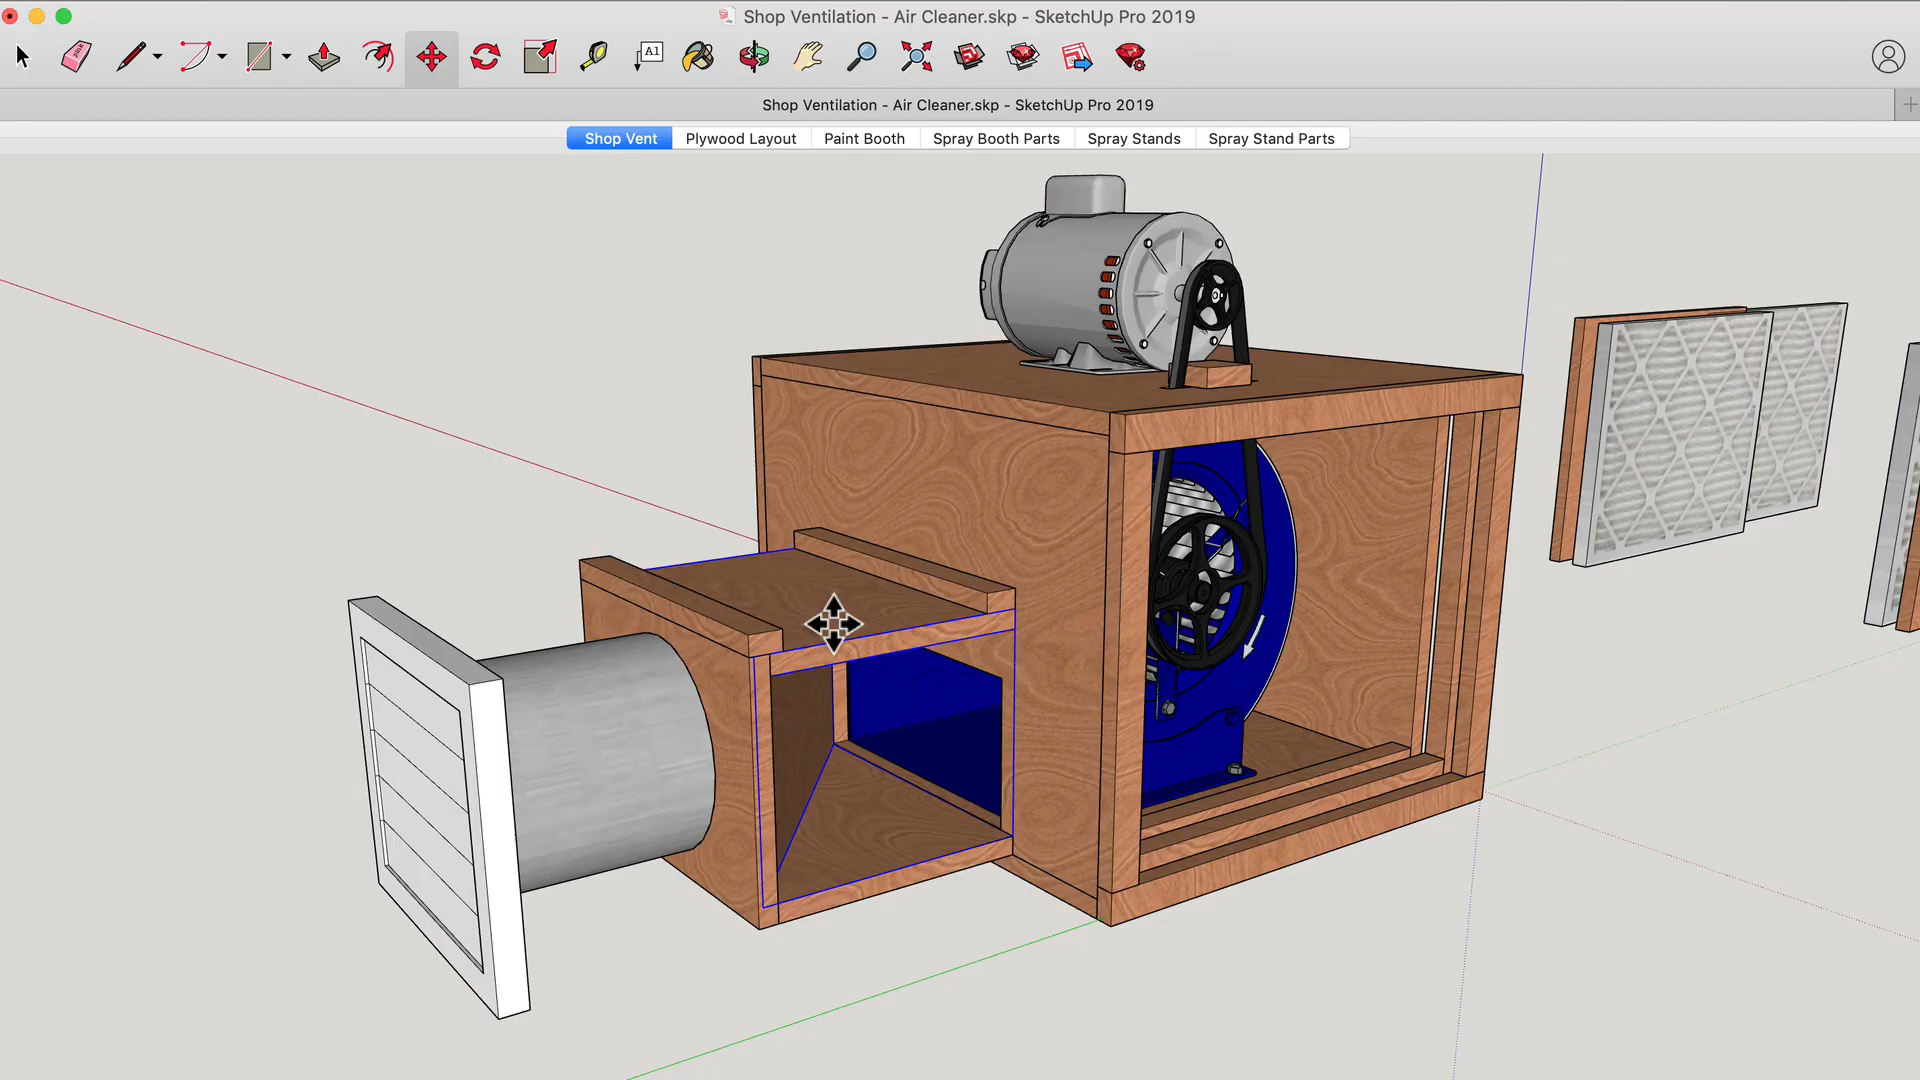 Shop Ventilation - Air Cleaner.skp - SketchUp Pro 2019
A1
Shop Ventilation - Air Cleaner.skp - SketchUp Pro 2019
Shop Vent Plywood Layout Paint Booth Spray Booth Parts Spray Stands Spray Stand Parts